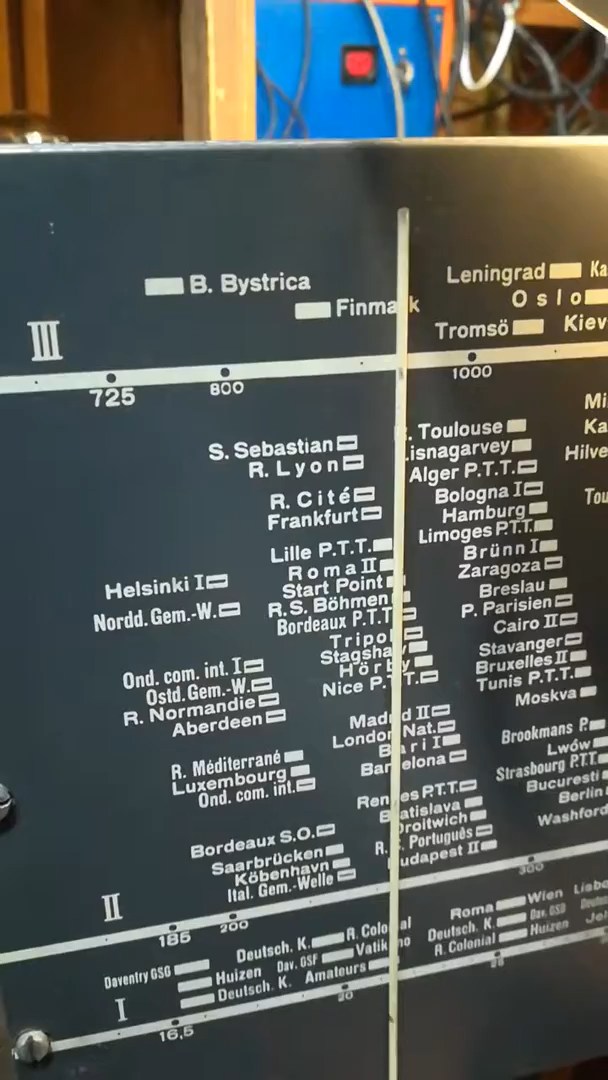 B. Bystrica
Leningrad
Ka
Finma k
Oslo
Tromsö
Kiev
III
725
800
1000
Mi
Ka
Hilve
Tou
S. Sebastian
R. Lyon
R. Cité
Frankfurt
Lille P.T.T.
Roma II
Start Point
R.S. Böhmen
Bordeaux P.T.T
Tripo
Stagsha
Hörby
Nice P.T.T.
Helsinki I
Nordd. Gem.-W.
Ond. com. int. I
Ostd. Gem.-W.
R. Normandie
Aberdeen
R. Méditerrané
Luxembourg
Ond. com. int.
Bordeaux S.O.
Saarbrücken
Köbenhavn
Ital. Gem.-Welle
Madrid II
London Nat.
Bari I
Barcelona
Rennes P.T.T.
Bratislava
Droitwich
R. C. Português
Budapest II
. Toulouse
isnagarvey
Alger P.T.T.
Bologna I
Hamburg
Limoges P.T.T.
Brünn I
Zaragoza
Breslau
P. Parisien
Cairo II
Stavanger
Bruxelles II
Tunis P.T.T.
Moskva
Brookmans P.
Lwów
Strasbourg P.T.T.
Bucuresti
Berlin
Washford
II
185
200
300
Daventry GSG
Huizen
Deutsch. K.
Deutsch. K.
R. Colonial
Dav. GSF
Vatikano
Amateurs
Roma
Wien
Lisbo
Deutsch. K.
Dav. GSD
Deuts
R. Colonial
Huizen
I
16,5
20